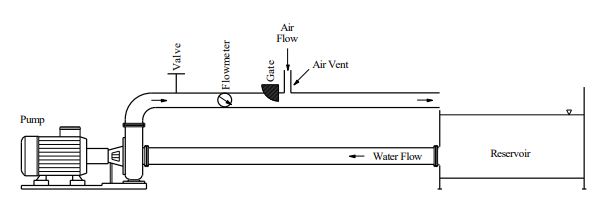 Air
Flow
Valve
Flowmeter
Gate
Air Vent
Pump
Water Flow
Reservoir